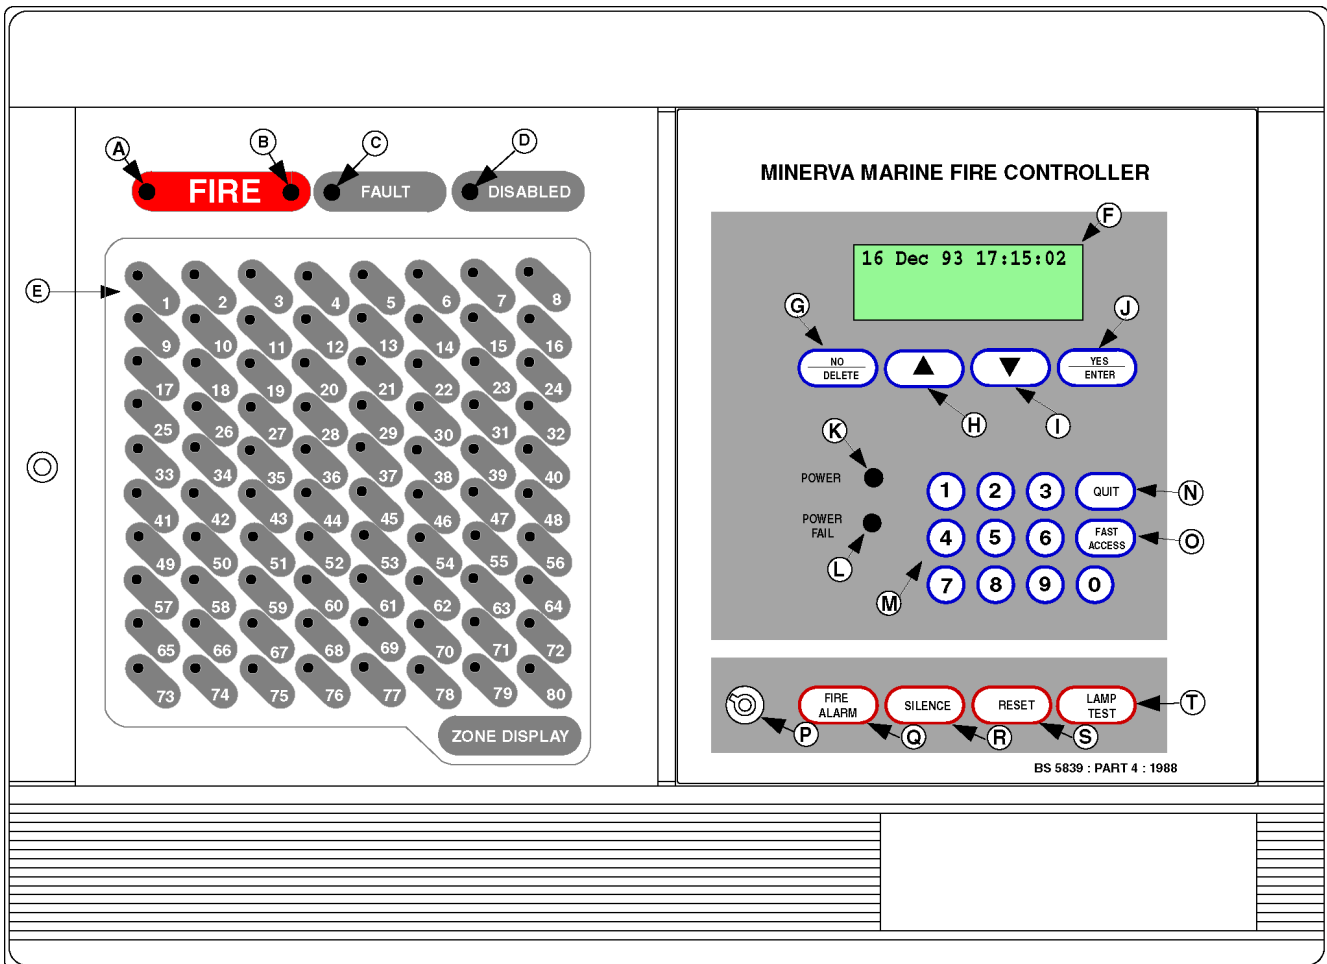 A
B
C
D
FIRE
FAULT
DISABLED
E
1 2 3 4 5 6 7 8
9 10 11 12 13 14 15 16
17 18 19 20 21 22 23 24
25 26 27 28 29 30 31 32
33 34 35 36 37 38 39 40
41 42 43 44 45 46 47 48
49 50 51 52 53 54 55 56
57 58 59 60 61 62 63 64
65 66 67 68 69 70 71 72
73 74 75 76 77 78 79 80
ZONE DISPLAY
MINERVA MARINE FIRE CONTROLLER
F
16 Dec 93 17:15:02
G
J
NO
DELETE
▲
▼
YES
ENTER
H
I
K
POWER
1 2 3
QUIT
N
POWER
FAIL
4 5 6
FAST
ACCESS
O
L
M
7 8 9 0
FIRE
ALARM
SILENCE
RESET
LAMP
TEST
T
P
Q
R
S
BS 5839 : PART 4 : 1988